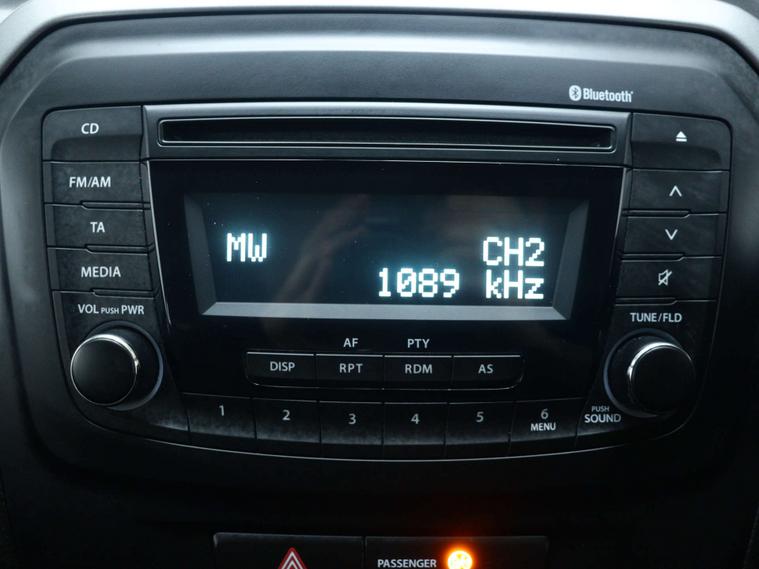 Bluetooth
CD
FM/AM
TA
MEDIA
VOL PUSH PWR
MW CH2
1089 kHz
TUNE/FLD
AF PTY
DISP RPT RDM AS
1 2 3 4 5 6
MENU
PUSH
SOUND
PASSENGER